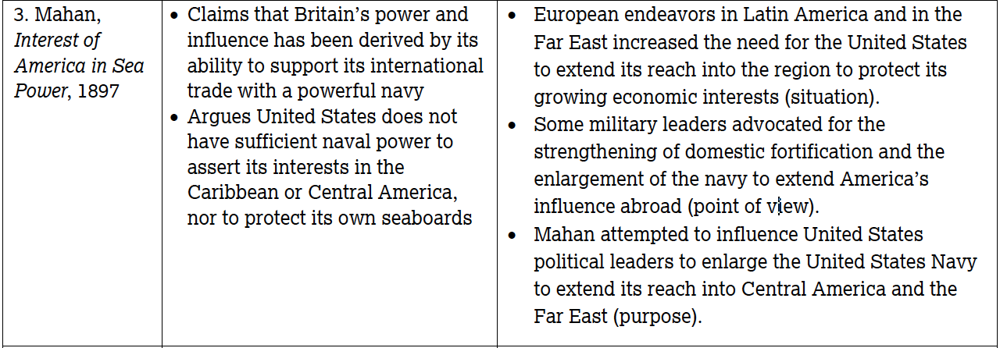 3. Mahan,
Interest of
America in Sea
Power, 1897
• Claims that Britain’s power and
influence has been derived by its
ability to support its international
trade with a powerful navy
• Argues United States does not
have sufficient naval power to
assert its interests in the
Caribbean or Central America,
nor to protect its own seaboards
• European endeavors in Latin America and in the
Far East increased the need for the United States
to extend its reach into the region to protect its
growing economic interests (situation).
• Some military leaders advocated for the
strengthening of domestic fortification and the
enlargement of the navy to extend America’s
influence abroad (point of view).
• Mahan attempted to influence United States
political leaders to enlarge the United States Navy
to extend its reach into Central America and the
Far East (purpose).